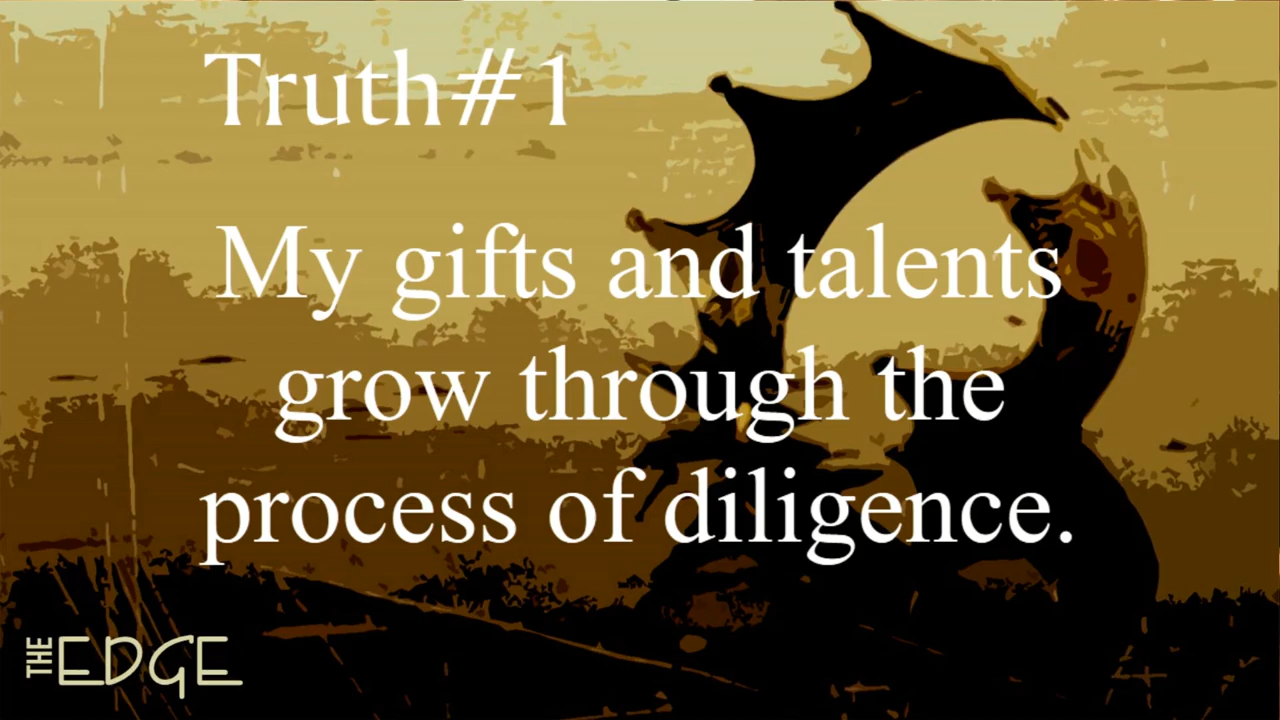 Truth#1
My gifts and talents
grow through the
process of diligence.
THE EDGE